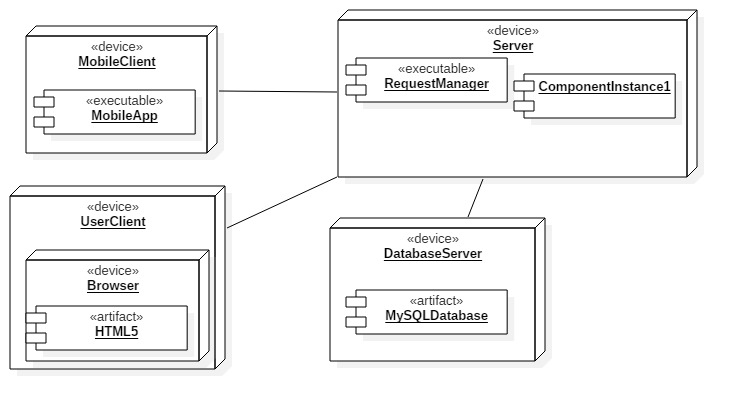 «device»
MobileClient
«executable»
MobileApp
«device»
Server
«executable»
RequestManager
ComponentInstance1
«device»
UserClient
«device»
Browser
«artifact»
HTML5
«device»
DatabaseServer
«artifact»
MySQLDatabase